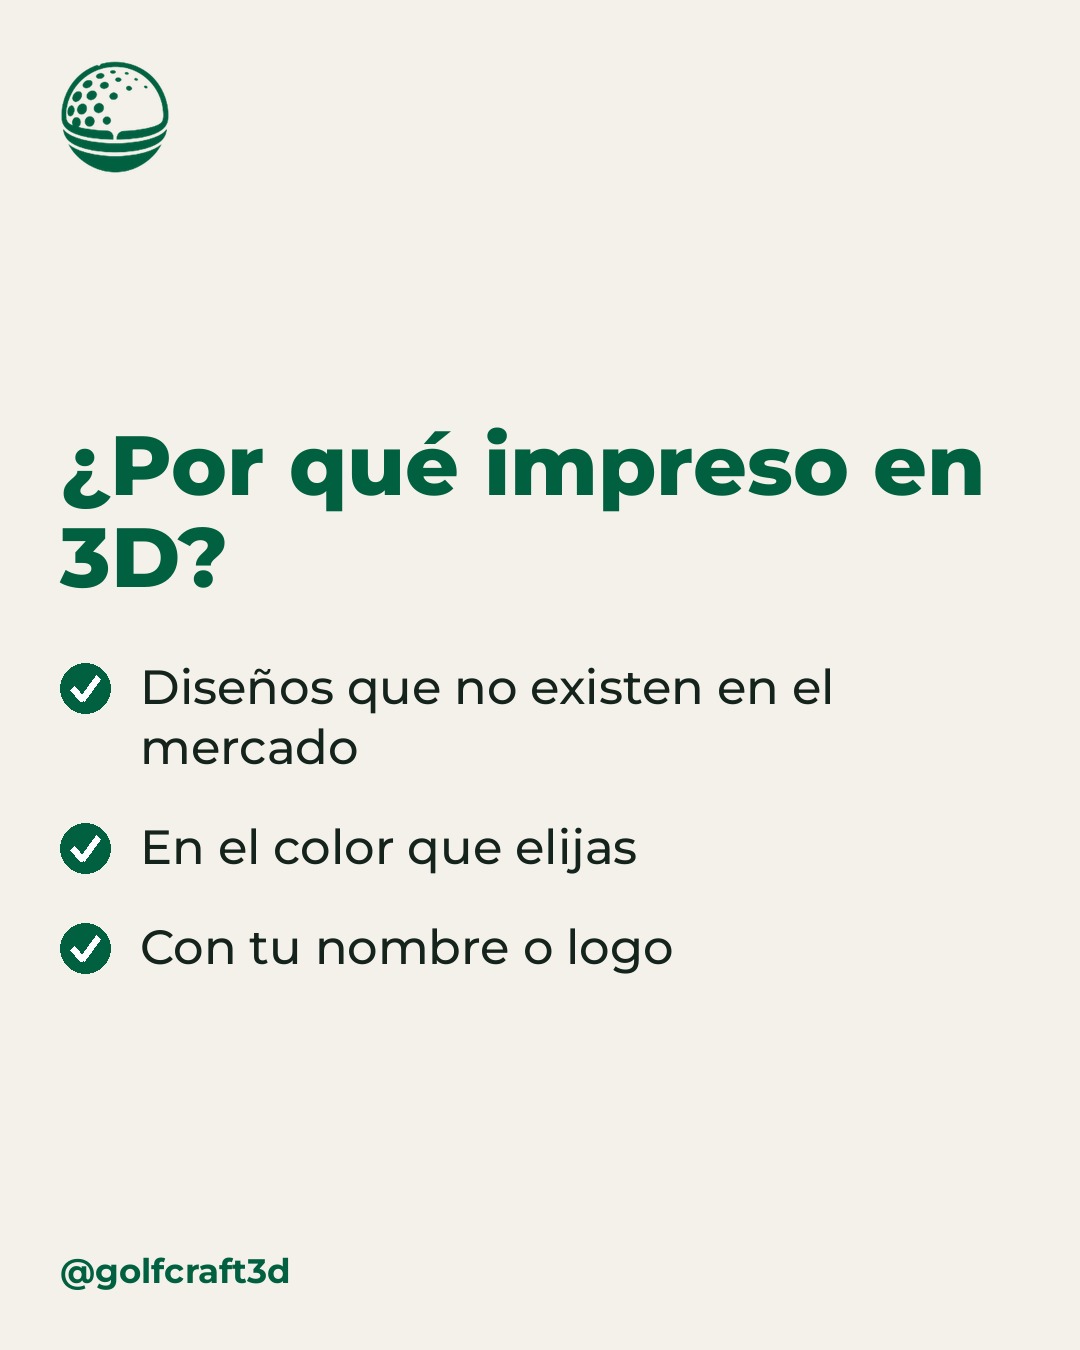 ¿Por qué impreso en
3D?
Diseños que no existen en el
mercado
En el color que elijas
Con tu nombre o logo
@golfcraft3d